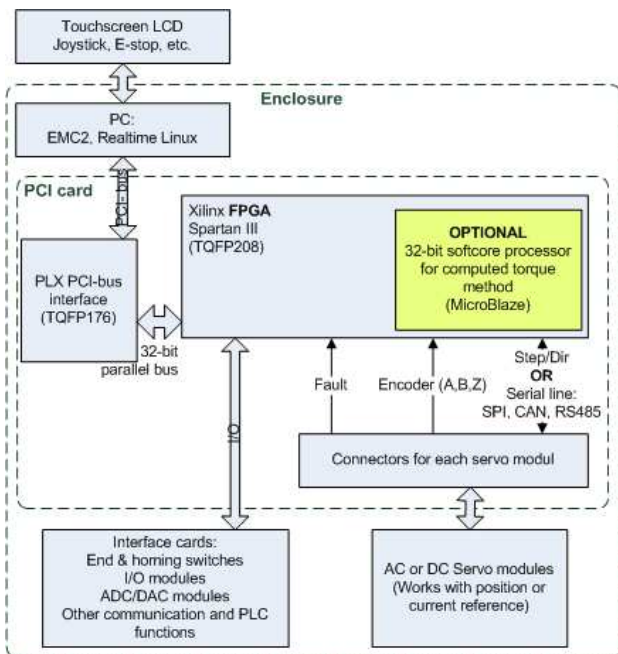 Touchscreen LCD
Joystick, E-stop, etc.
Enclosure
PC:
EMC2, Realtime Linux
PCI - bus
PCI card
Xilinx FPGA
Spartan III
(TQFP208)
OPTIONAL
32-bit softcore processor
for computed torque
method
(MicroBlaze)
PLX PCI-bus
interface
(TQFP176)
32-bit
parallel bus
I/O
Fault
Encoder (A,B,Z)
Step/Dir
OR
Serial line:
SPI, CAN, RS485
Connectors for each servo modul
Interface cards:
End & horning switches
I/O modules
ADC/DAC modules
Other communication and PLC
functions
AC or DC Servo modules
(Works with position or
current reference)